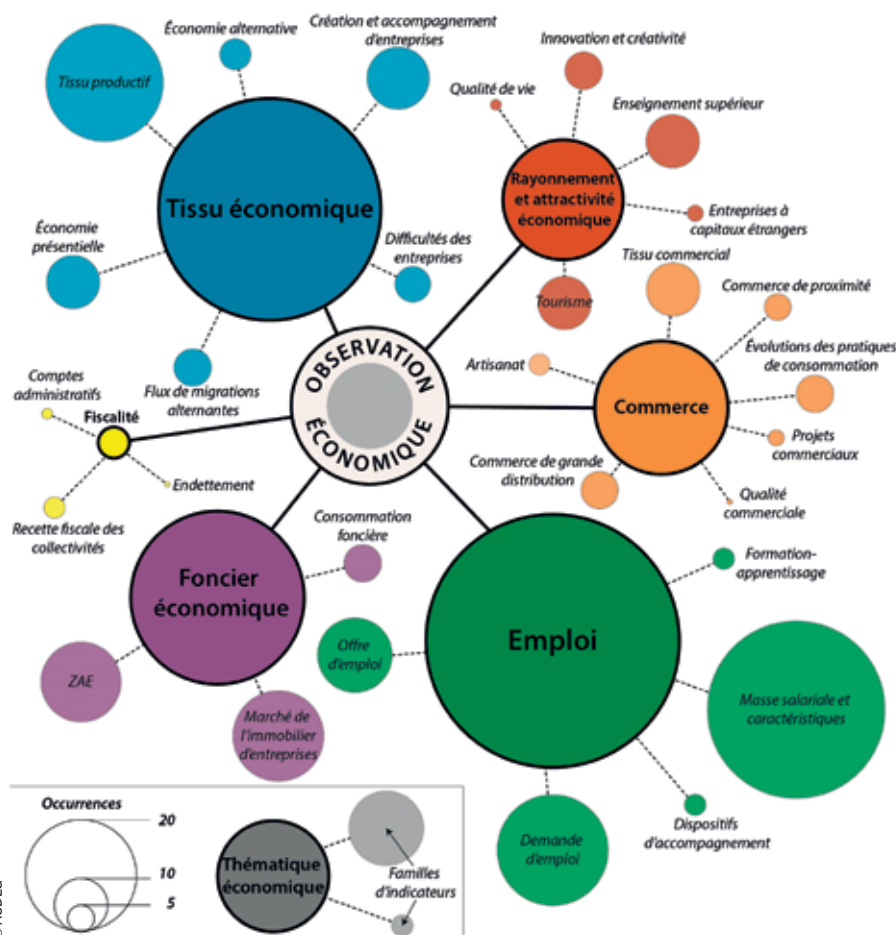 Économie alternative
Création et accompagnement
d'entreprises
Tissu productif
Tissu économique
Économie
présentielle
Difficultés des
entreprises
Flux de migrations
alternantes
Innovation et créativité
Qualité de vie
Enseignement supérieur
Rayonnement
et attractivité
économique
Entreprises à
capitaux étrangers
Tourisme
Tissu commercial
Commerce de proximité
Évolutions des pratiques
de consommation
Artisanat
Commerce
Projets
commerciaux
Commerce de grande
distribution
Qualité
commerciale
OBSERVATION
ÉCONOMIQUE
Comptes
administratifs
Fiscalité
Endettement
Recette fiscale des
collectivités
Consommation
foncière
Foncier
économique
ZAE
Marché de
l'immobilier
d'entreprises
Formation-
apprentissage
Emploi
Offre
d'emploi
Masse salariale et
caractéristiques
Demande
d'emploi
Dispositifs
d'accompagnement
Occurrences
20
10
5
Thématique
économique
Familles
d'indicateurs